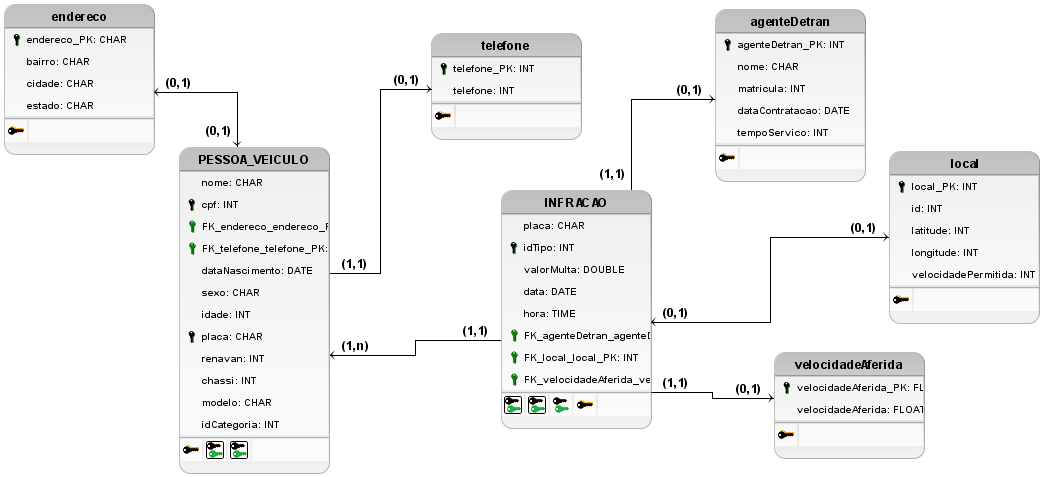 endereco
endereco_PK: CHAR
bairro: CHAR
cidade: CHAR
estado: CHAR
(0,1)
(0,1)
PESSOA_VEICULO
nome: CHAR
cpf: INT
FK_endereco_endereco_F
FK_telefone_telefone_PK:
dataNascimento: DATE
sexo: CHAR
idade: INT
placa: CHAR
renavan: INT
chassi: INT
modelo: CHAR
idCategoria: INT
(1,1)
(0,1)
telefone
telefone_PK: INT
telefone: INT
(1,n)
(1,1)
INFRACAO
placa: CHAR
idTipo: INT
valorMulta: DOUBLE
data: DATE
hora: TIME
FK_agenteDetran_agenteD
FK_local_local_PK: INT
FK_velocidadeAferida_ve
(1,1)
(0,1)
agenteDetran
agenteDetran_PK: INT
nome: CHAR
matricula: INT
dataContratacao: DATE
tempoServico: INT
(0,1)
(0,1)
local
local_PK: INT
id: INT
latitude: INT
longitude: INT
velocidadePermitida: INT
(1,1)
(0,1)
velocidadeAferida
velocidadeAferida_PK: FL
velocidadeAferida: FLOAT